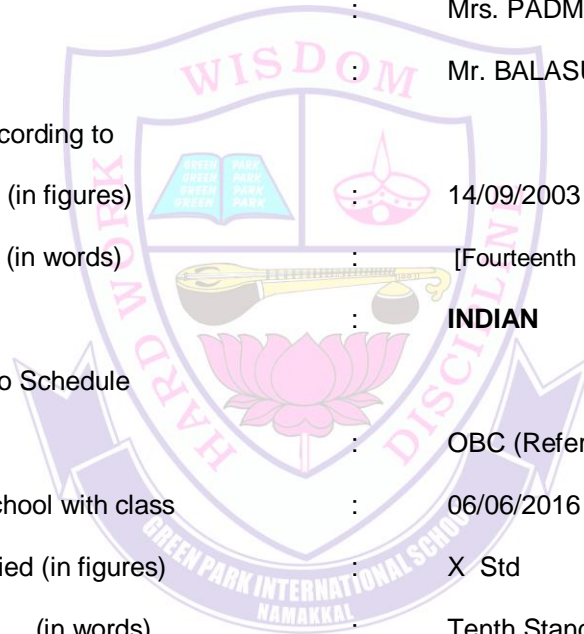 : Mrs. PADM
: Mr. BALASU
cording to
(in figures) : 14/09/2003
(in words) : [Fourteenth
: INDIAN
o Schedule
: OBC (Refer
chool with class : 06/06/2016
ied (in figures) : X Std
(in words) : Tenth Stand
WISDOM
HARD WORK
DISCIPLINE
GREEN PARK
GREEN PARK
GREEN PARK
GREEN PARK
GREEN PARK INTERNATIONAL SCHOOL
NAMAKKAL